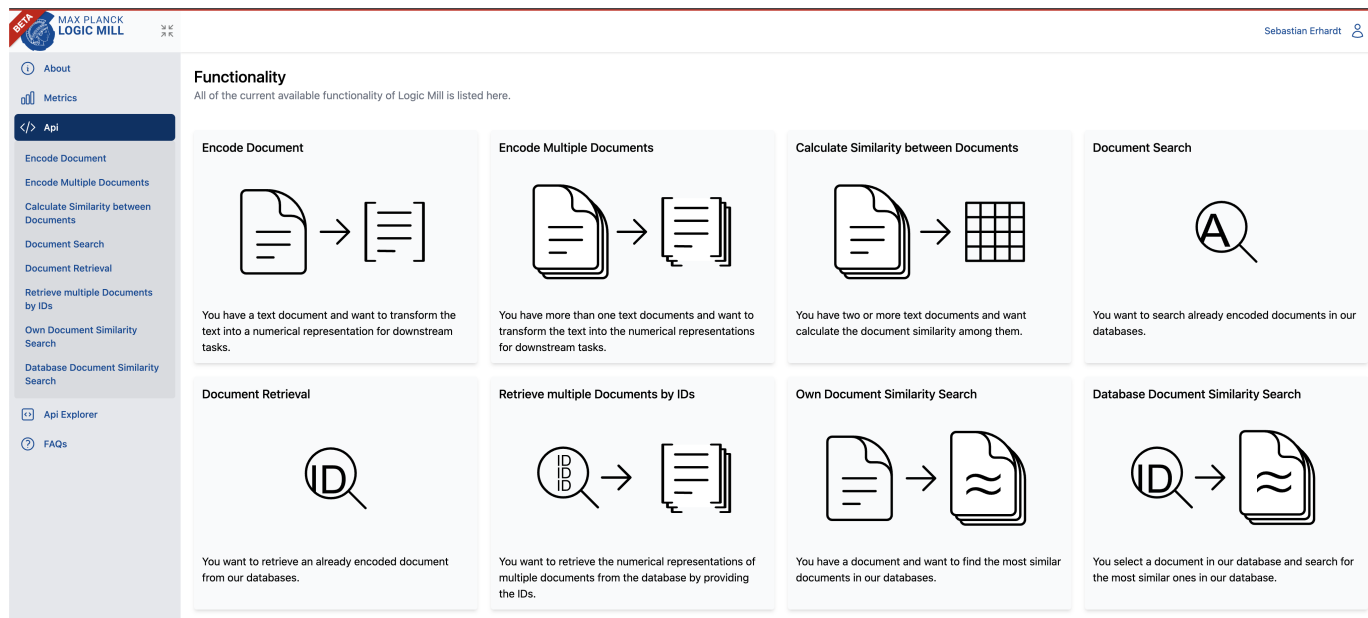 BETA
MAX PLANCK
LOGIC MILL
Sebastian Erhardt
About
Metrics
</> Api
Encode Document
Encode Multiple Documents
Calculate Similarity between
Documents
Document Search
Document Retrieval
Retrieve multiple Documents
by IDs
Own Document Similarity
Search
Database Document Similarity
Search
Api Explorer
FAQs
Functionality
All of the current available functionality of Logic Mill is listed here.
Encode Document
You have a text document and want to transform the
text into a numerical representation for downstream
tasks.
Encode Multiple Documents
You have more than one text documents and want to
transform the text into the numerical representations
for downstream tasks.
Calculate Similarity between Documents
You have two or more text documents and want
calculate the document similarity among them.
Document Search
A
You want to search already encoded documents in our
databases.
Document Retrieval
ID
You want to retrieve an already encoded document
from our databases.
Retrieve multiple Documents by IDs
ID
ID
ID
You want to retrieve the numerical representations of
multiple documents from the database by providing
the IDs.
Own Document Similarity Search
≈
You have a document and want to find the most similar
documents in our databases.
Database Document Similarity Search
ID
≈
You select a document in our database and search for
the most similar ones in our database.